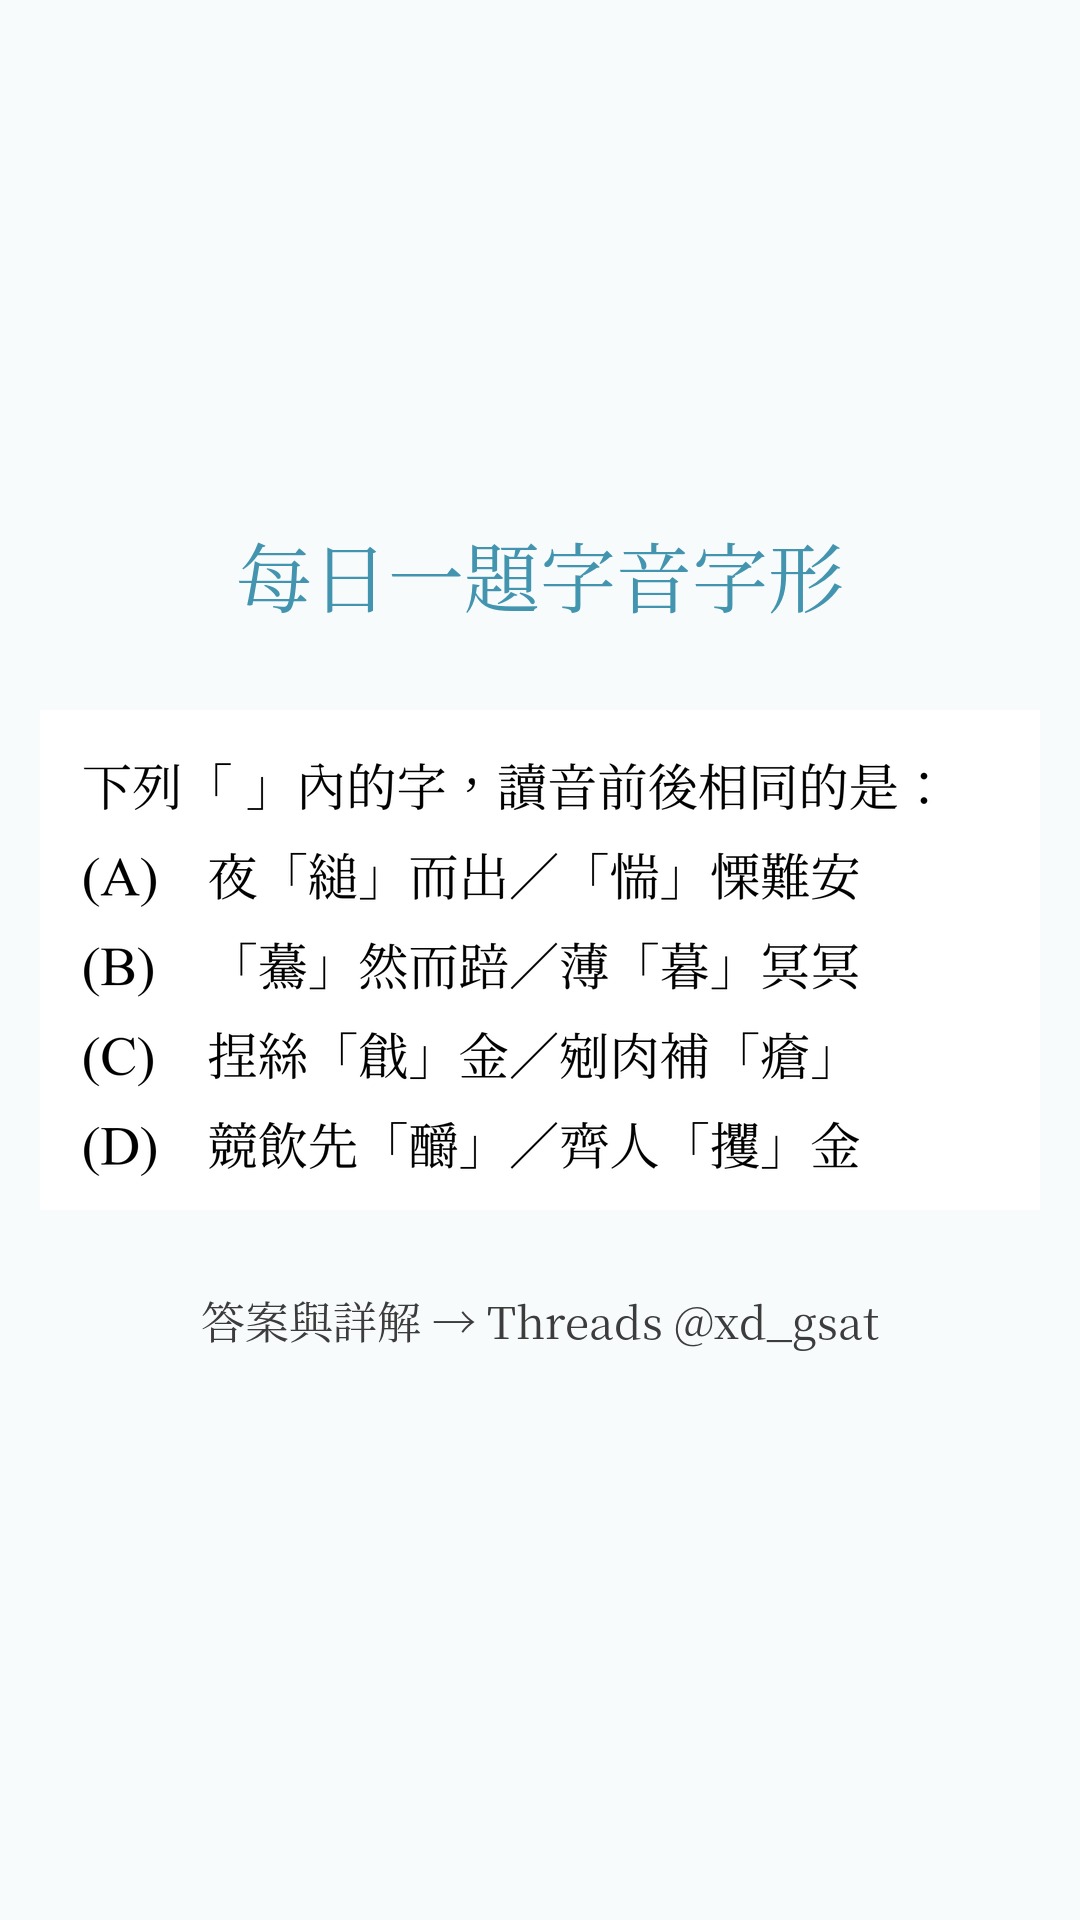 每日一題字音字形
下列「 」內的字，讀音前後相同的是：
(A) 夜「縋」而出／「惴」慄難安
(B) 「驀」然而踣／薄「暮」冥冥
(C) 捏絲「戧」金／剜肉補「瘡」
(D) 競飲先「釂」／齊人「攫」金
答案與詳解 → Threads @xd_gsat